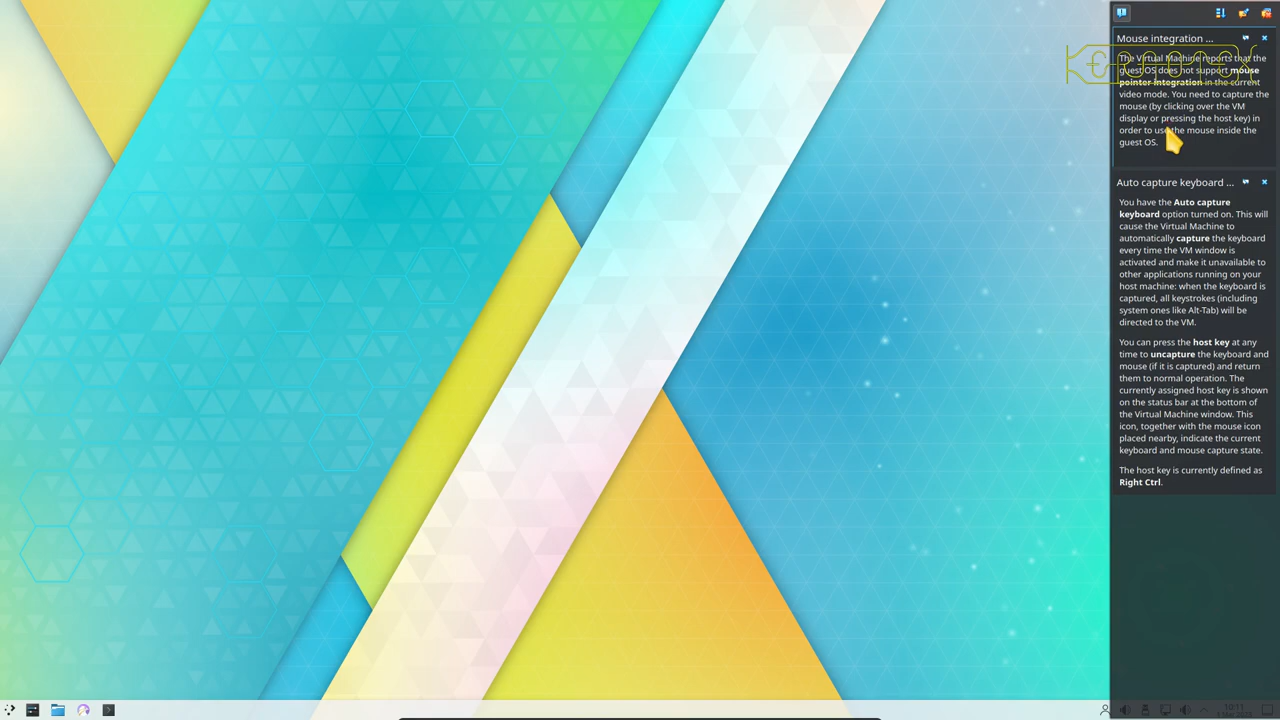 Mouse integration ...
The Virtual Machine reports that the
guest OS does not support mouse
pointer integration in the current
video mode. You need to capture the
mouse (by clicking over the VM
display or pressing the host key) in
order to use the mouse inside the
guest OS.
Auto capture keyboard ...
You have the Auto capture
keyboard option turned on. This will
cause the Virtual Machine to
automatically capture the keyboard
every time the VM window is
activated and make it unavailable to
other applications running on your
host machine: when the keyboard is
captured, all keystrokes (including
system ones like Alt-Tab) will be
directed to the VM.
You can press the host key at any
time to uncapture the keyboard and
mouse (if it is captured) and return
them to normal operation. The
currently assigned host key is shown
on the status bar at the bottom of
the Virtual Machine window. This
icon, together with the mouse icon
placed nearby, indicate the current
keyboard and mouse capture state.
The host key is currently defined as
Right Ctrl.
10:11